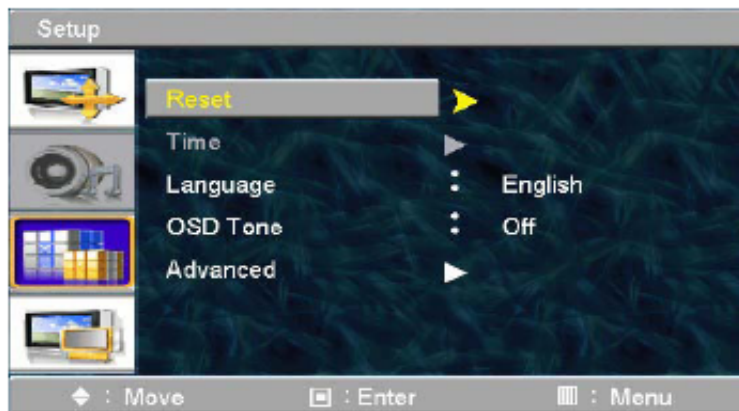 Setup
Reset
Time
Language : English
OSD Tone : Off
Advanced
: Move : Enter : Menu